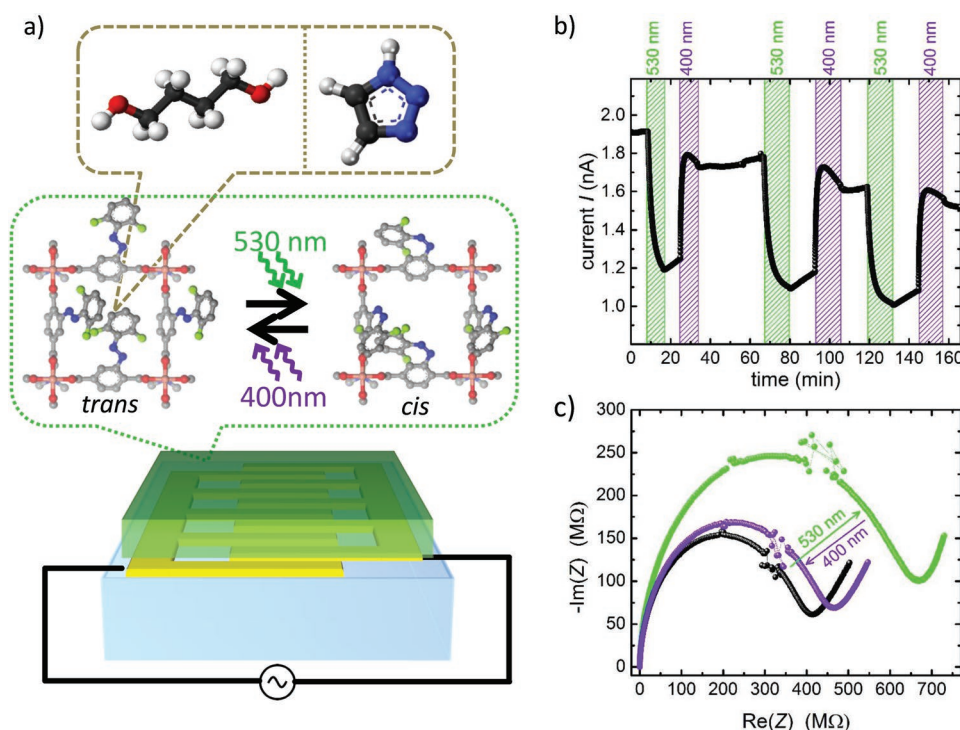 a)
530 nm
400nm
trans
cis
b)
530 nm
400 nm
530 nm
400 nm
530 nm
400 nm
2.0
1.8
1.6
1.4
1.2
1.0
0.8
current / (nA)
0 20 40 60 80 100 120 140 160
time (min)
c)
300
250
200
150
100
50
0
-Im(Z) (MΩ)
530 nm
400 nm
0 100 200 300 400 500 600 700
Re(Z) (MΩ)